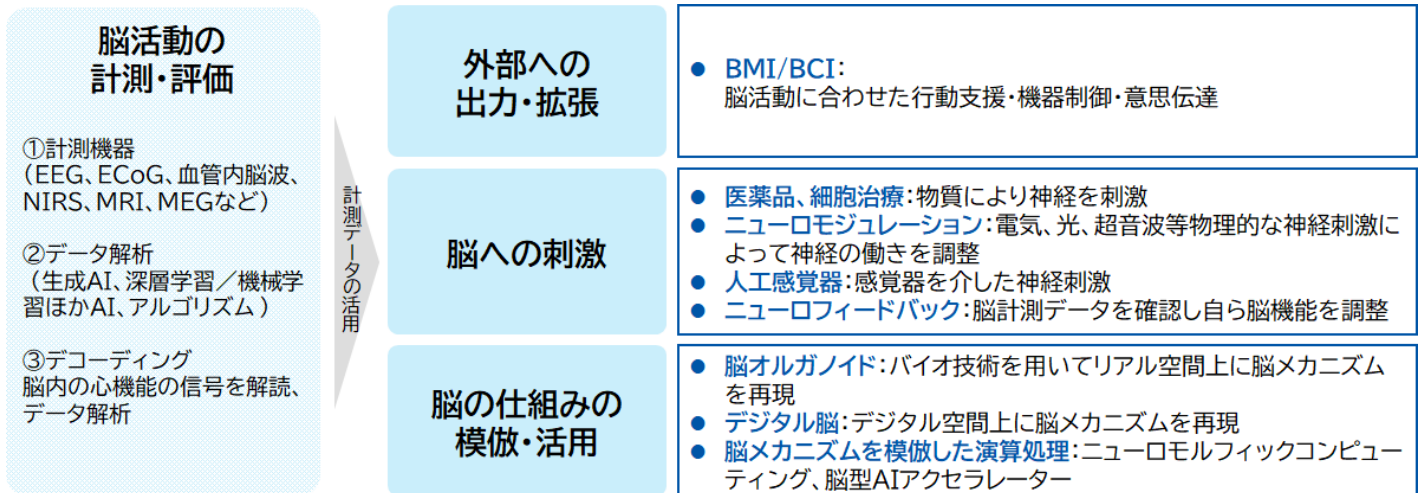 脳活動の
計測・評価
①計測機器
（EEG、ECoG、血管内脳波、
NIRS、MRI、MEGなど）
②データ解析
（生成AI、深層学習／機械学
習ほかAI、アルゴリズム）
③デコーディング
脳内の心機能の信号を解読、
データ解析
計測データの活用
外部への
出力・拡張
● BMI/BCI：
脳活動に合わせた行動支援・機器制御・意思伝達
脳への刺激
● 医薬品、細胞治療：物質により神経を刺激
● ニューロモジュレーション：電気、光、超音波等物理的な神経刺激に
よって神経の働きを調整
● 人工感覚器：感覚器を介した神経刺激
● ニューロフィードバック：脳計測データを確認し自ら脳機能を調整
脳の仕組みの
模倣・活用
● 脳オルガノイド：バイオ技術を用いてリアル空間上に脳メカニズム
を再現
● デジタル脳：デジタル空間上に脳メカニズムを再現
● 脳メカニズムを模倣した演算処理：ニューロモルフィックコンピュー
ティング、脳型AIアクセラレーター